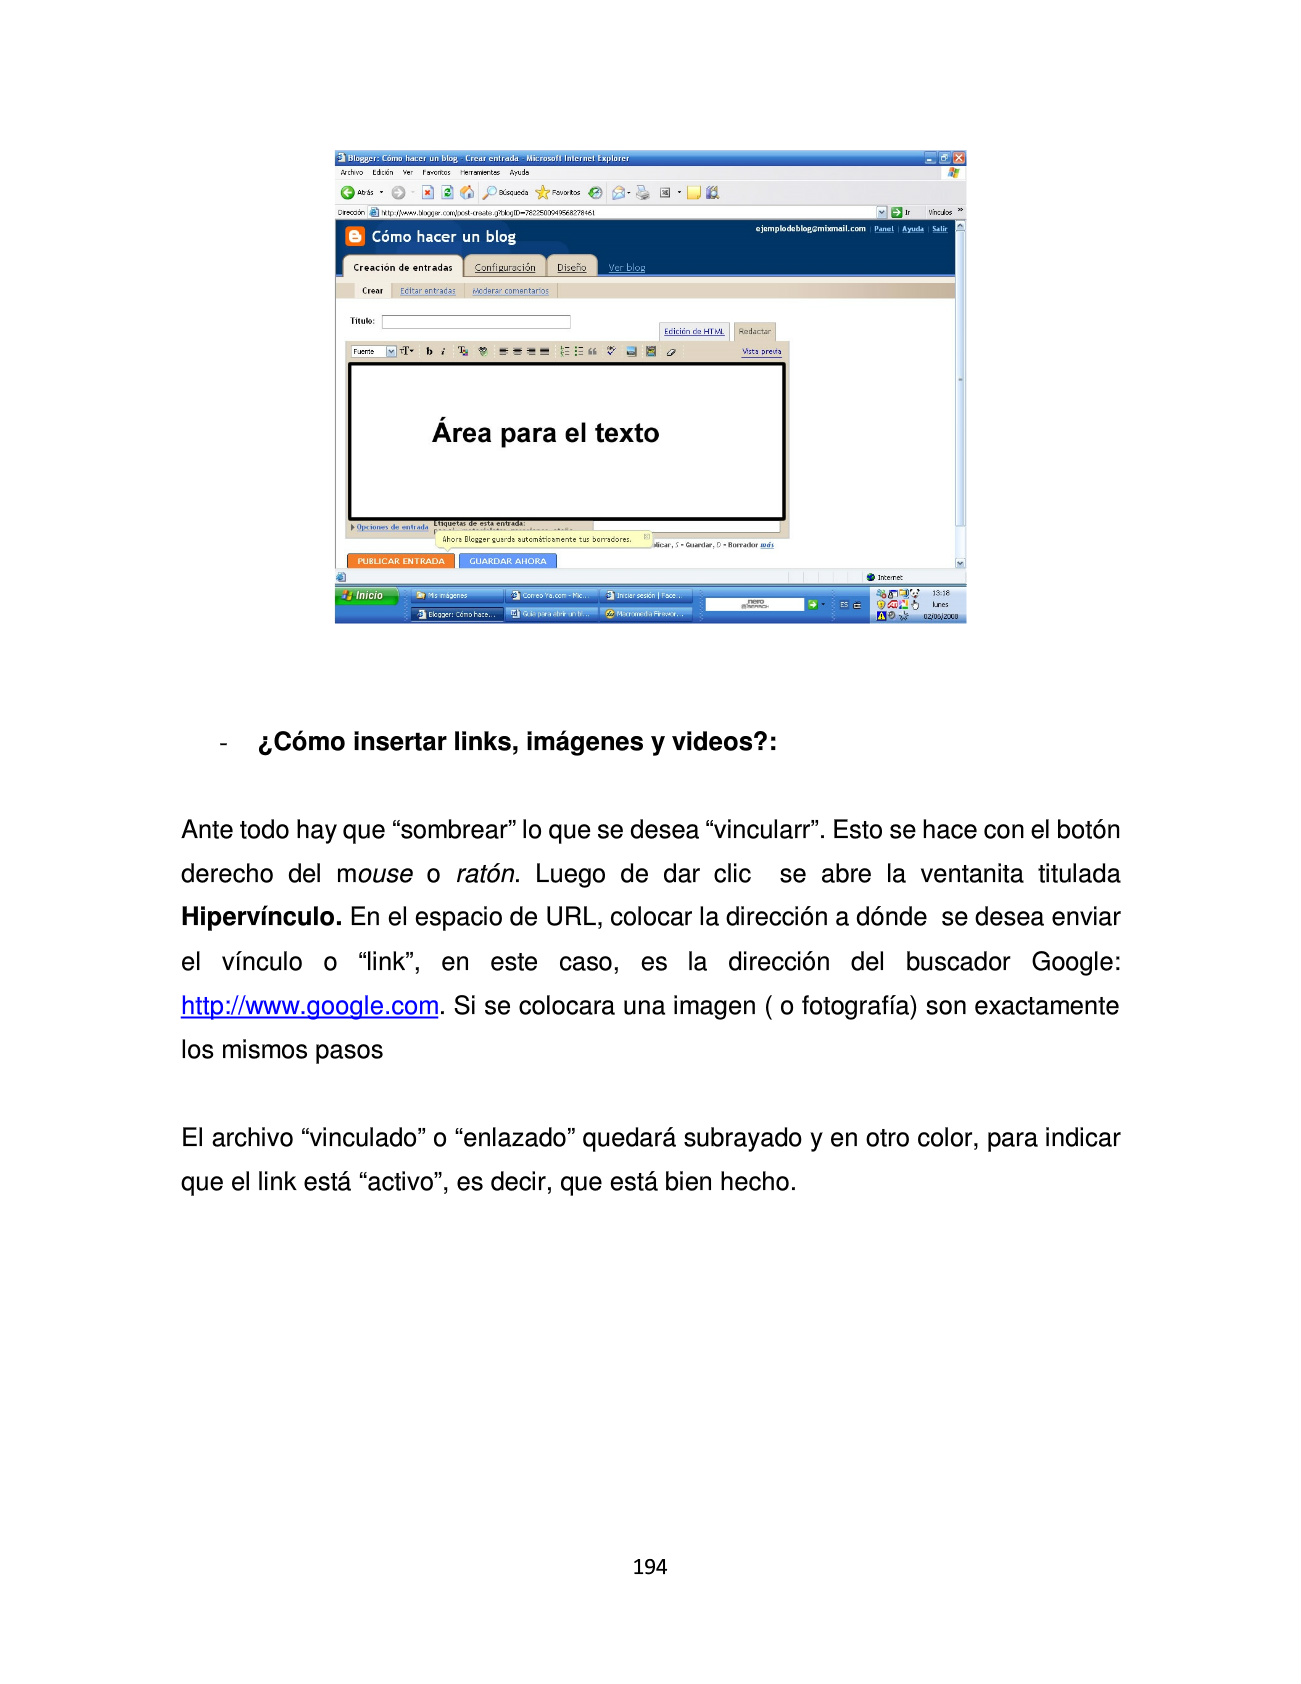 Blogger: Cómo hacer un blog - Crear entrada - Microsoft Internet Explorer
Archivo Edición Ver Favoritos Herramientas Ayuda
Atrás Búsqueda Favoritos
Dirección http://www.blogger.com/post-create.g?blogID=7822500949568278461 Ir Vínculos »
Cómo hacer un blog
ejemplodeblog@mixmail.com | Panel | Ayuda | Salir
Creación de entradas Configuración Diseño Ver blog
Crear Editar entradas Moderar comentarios
Título:
Edición de HTML Redactar
Fuente b i Vista previa
Área para el texto
Opciones de entrada Etiquetas de esta entrada:
Ahora Blogger guarda automáticamente tus borradores.
S = Guardar, D = Borrador más
PUBLICAR ENTRADA GUARDAR AHORA
Internet
Inicio Mis imágenes Correo Ya.com - Mic... Iniciar sesión | Face... ES 13:18
lunes
Blogger: Cómo hace... Guía para abrir un bl... Macromedia Firewor... 02/06/2008
- ¿Cómo insertar links, imágenes y videos?:
Ante todo hay que “sombrear” lo que se desea “vincularr”. Esto se hace con el botón
derecho del mouse o ratón. Luego de dar clic se abre la ventanita titulada
Hipervínculo. En el espacio de URL, colocar la dirección a dónde se desea enviar
el vínculo o “link”, en este caso, es la dirección del buscador Google:
http://www.google.com. Si se colocara una imagen ( o fotografía) son exactamente
los mismos pasos
El archivo “vinculado” o “enlazado” quedará subrayado y en otro color, para indicar
que el link está “activo”, es decir, que está bien hecho.
194